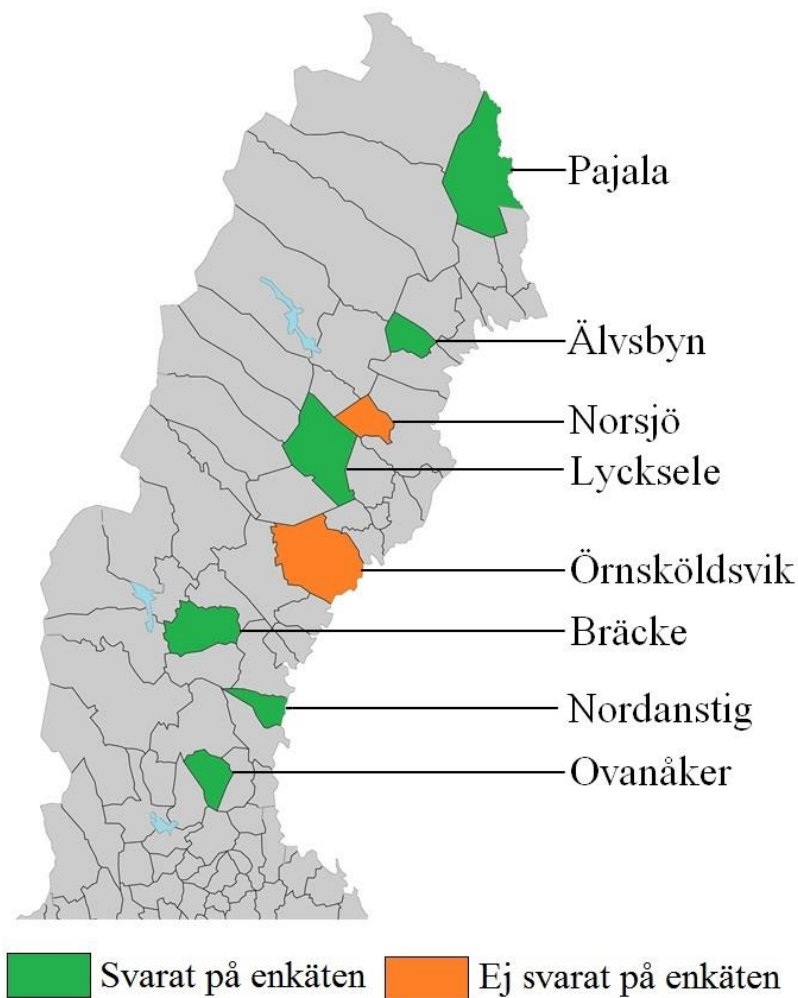 Pajala
Älvsbyn
Norsjö
Lycksele
Örnsköldsvik
Bräcke
Nordanstig
Ovanåker
Svarat på enkäten
Ej svarat på enkäten